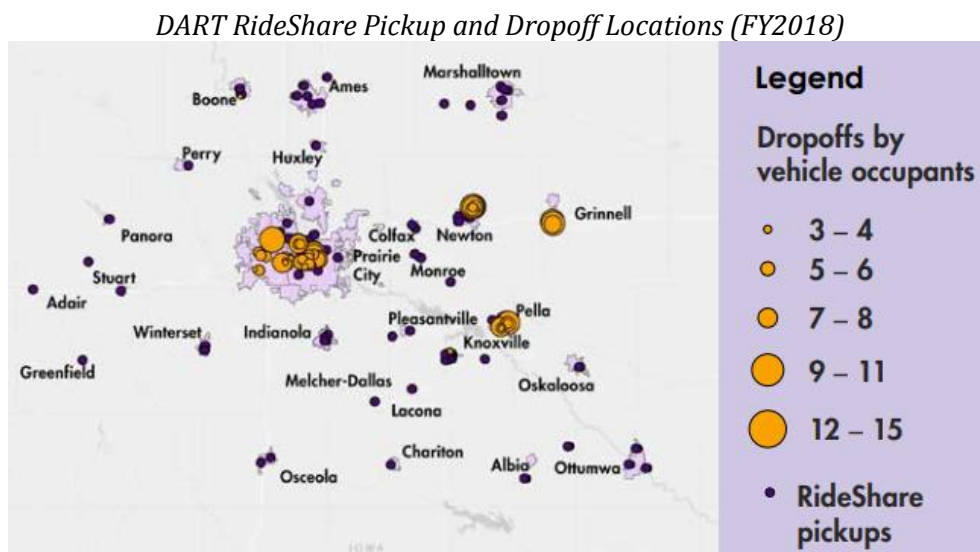 DART RideShare Pickup and Dropoff Locations (FY2018)
Boone
Ames
Marshalltown
Perry
Huxley
Panora
Colfax
Newton
Grinnell
Prairie
City
Monroe
Stuart
Adair
Winterset
Indianola
Pleasantville
Pella
Knoxville
Greenfield
Melcher-Dallas
Oskaloosa
Lacona
Osceola
Chariton
Albia
Ottumwa
IOWA
Legend
Dropoffs by
vehicle occupants
3 – 4
5 – 6
7 – 8
9 – 11
12 – 15
RideShare
pickups